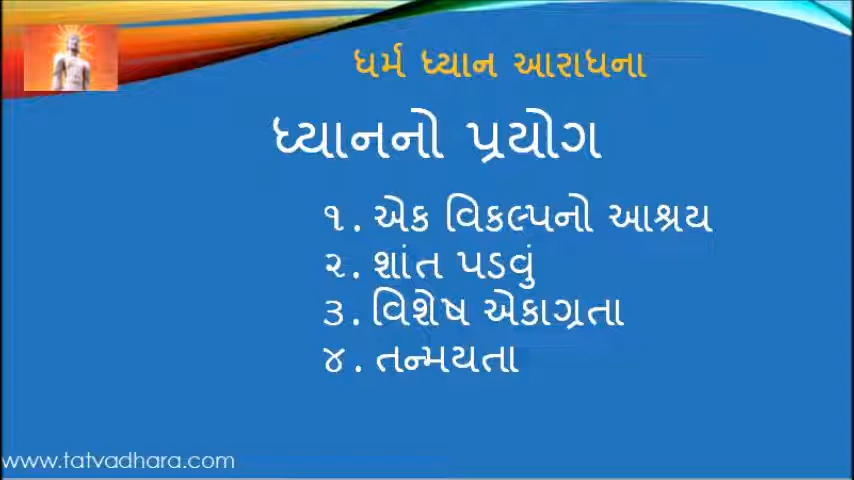 ધર્મ ધ્યાન આરાધના
ધ્યાનનો પ્રયોગ
૧. એક વિકલ્પનો આશ્રય
૨. શાંત પડવું
૩. વિશેષ એકાગ્રતા
૪. તન્મયતા
www.tatvadhara.com